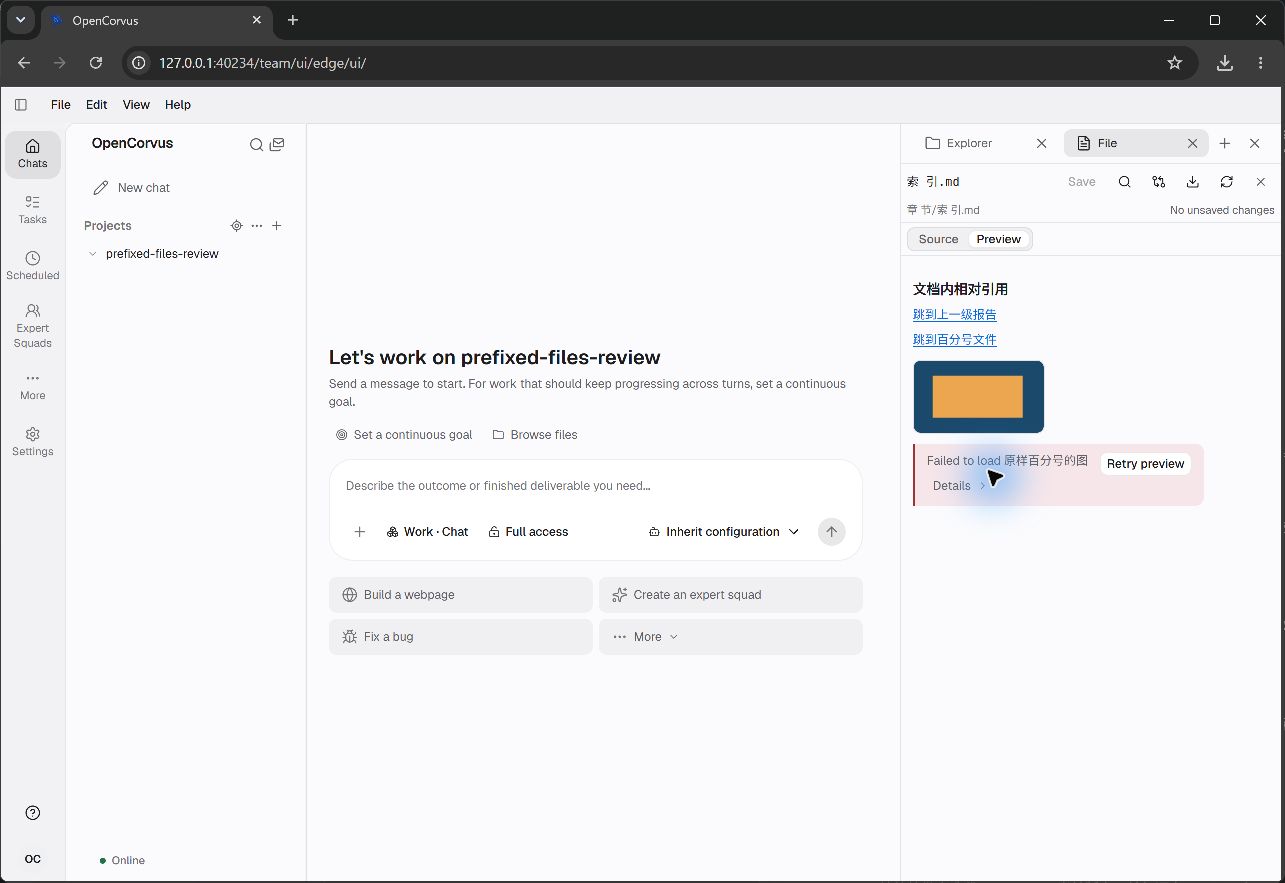 OpenCorvus
127.0.0.1:40234/team/ui/edge/ui/
File Edit View Help
Chats
Tasks
Scheduled
Expert
Squads
More
Settings
OC
OpenCorvus
New chat
Projects
prefixed-files-review
Online
Let's work on prefixed-files-review
Send a message to start. For work that should keep progressing across turns, set a continuous
goal.
Set a continuous goal Browse files
Describe the outcome or finished deliverable you need...
Work · Chat Full access Inherit configuration
Build a webpage Create an expert squad
Fix a bug More
Explorer File
索 引.md Save
章 节/索 引.md No unsaved changes
Source Preview
文档内相对引用
跳到上一级报告
跳到百分号文件
Failed to load 原样百分号的图 Retry preview
Details